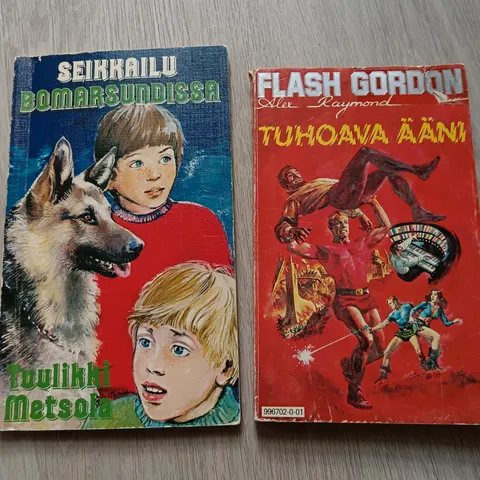 SEIKKAILU
BOMARSUNDISSA
Tuulikki
Metsola
FLASH GORDON
Alex Raymond
TUHOAVA ÄÄNI
996702-0-01